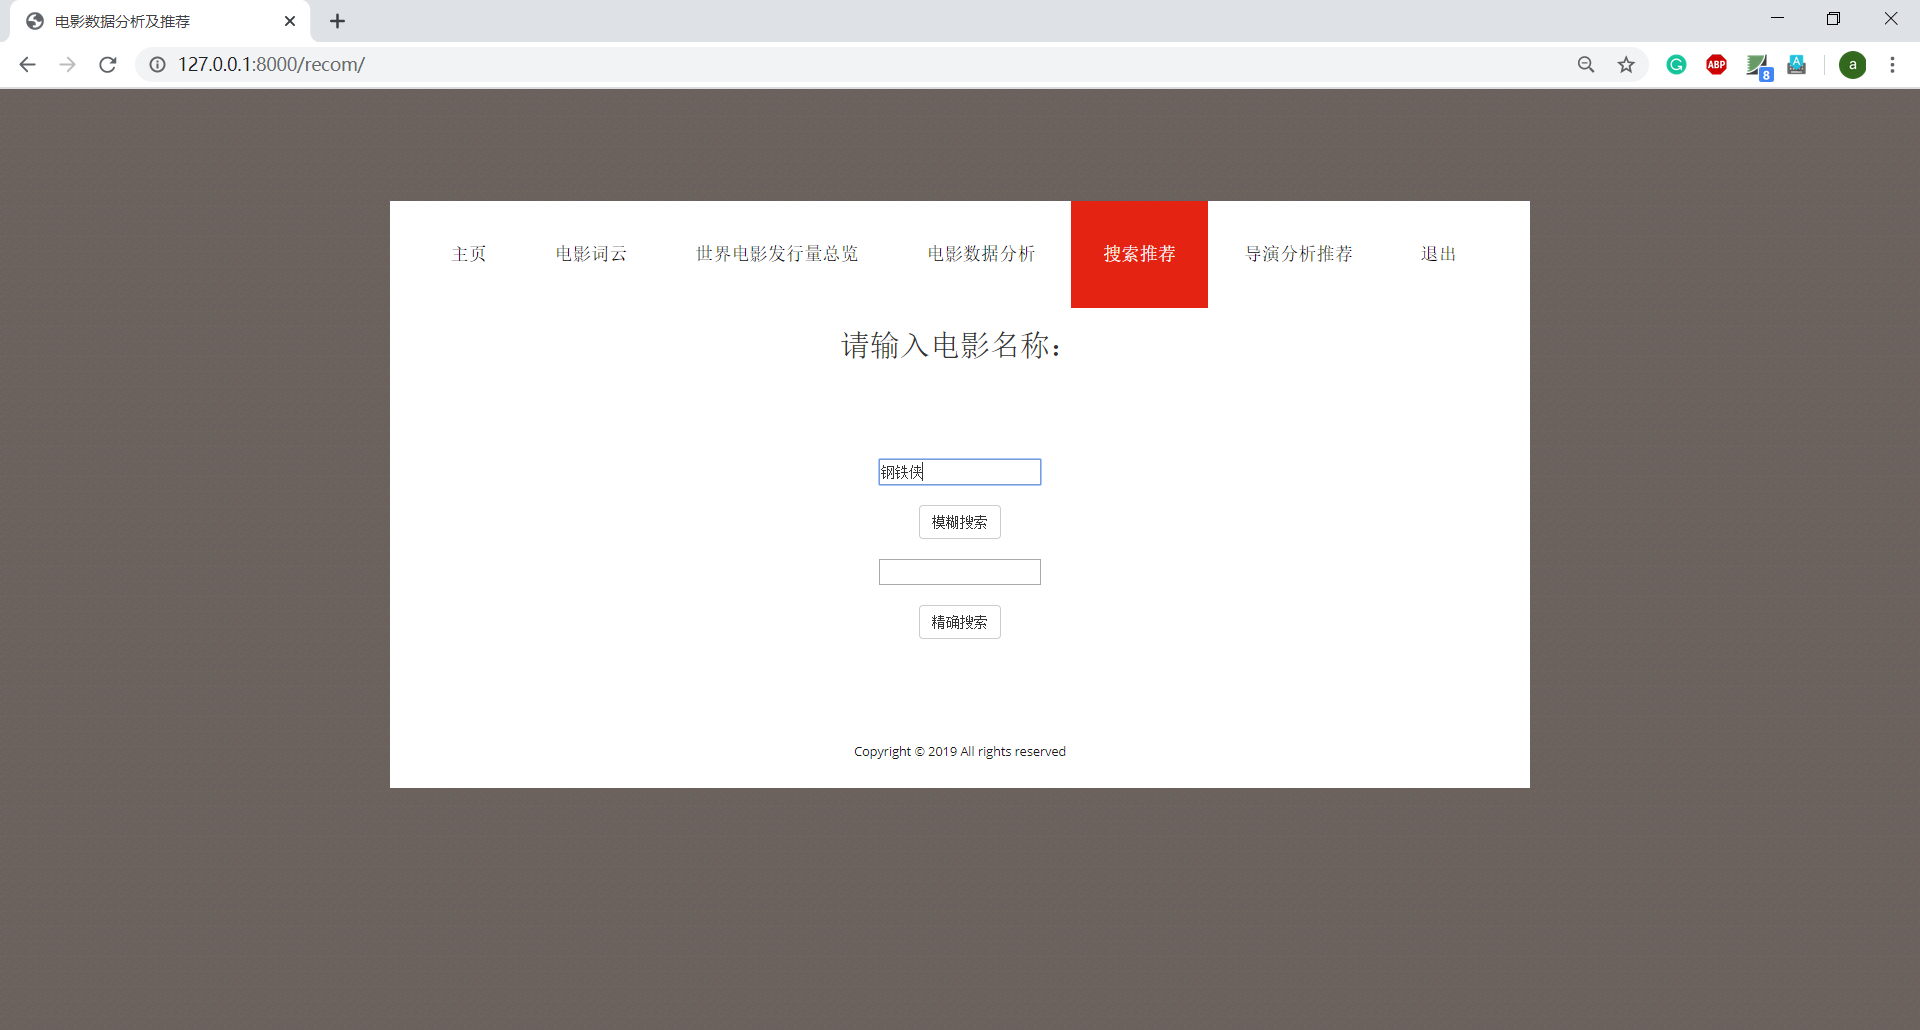 电影数据分析及推荐
127.0.0.1:8000/recom/
ABP
A
8
a
主页 电影词云 世界电影发行量总览 电影数据分析 搜索推荐 导演分析推荐 退出
请输入电影名称：
钢铁侠
模糊搜索
精确搜索
Copyright © 2019 All rights reserved